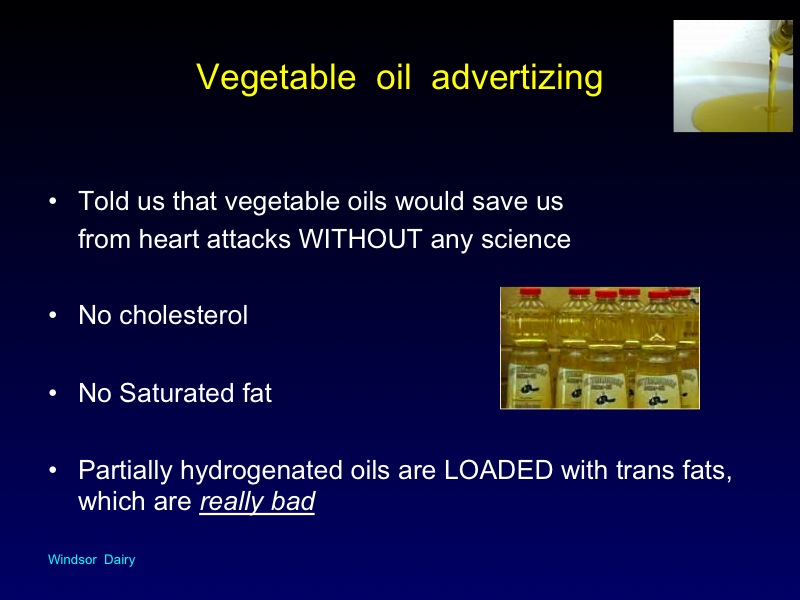 Vegetable oil advertizing
• Told us that vegetable oils would save us
from heart attacks WITHOUT any science
• No cholesterol
• No Saturated fat
• Partially hydrogenated oils are LOADED with trans fats,
which are really bad
Windsor Dairy